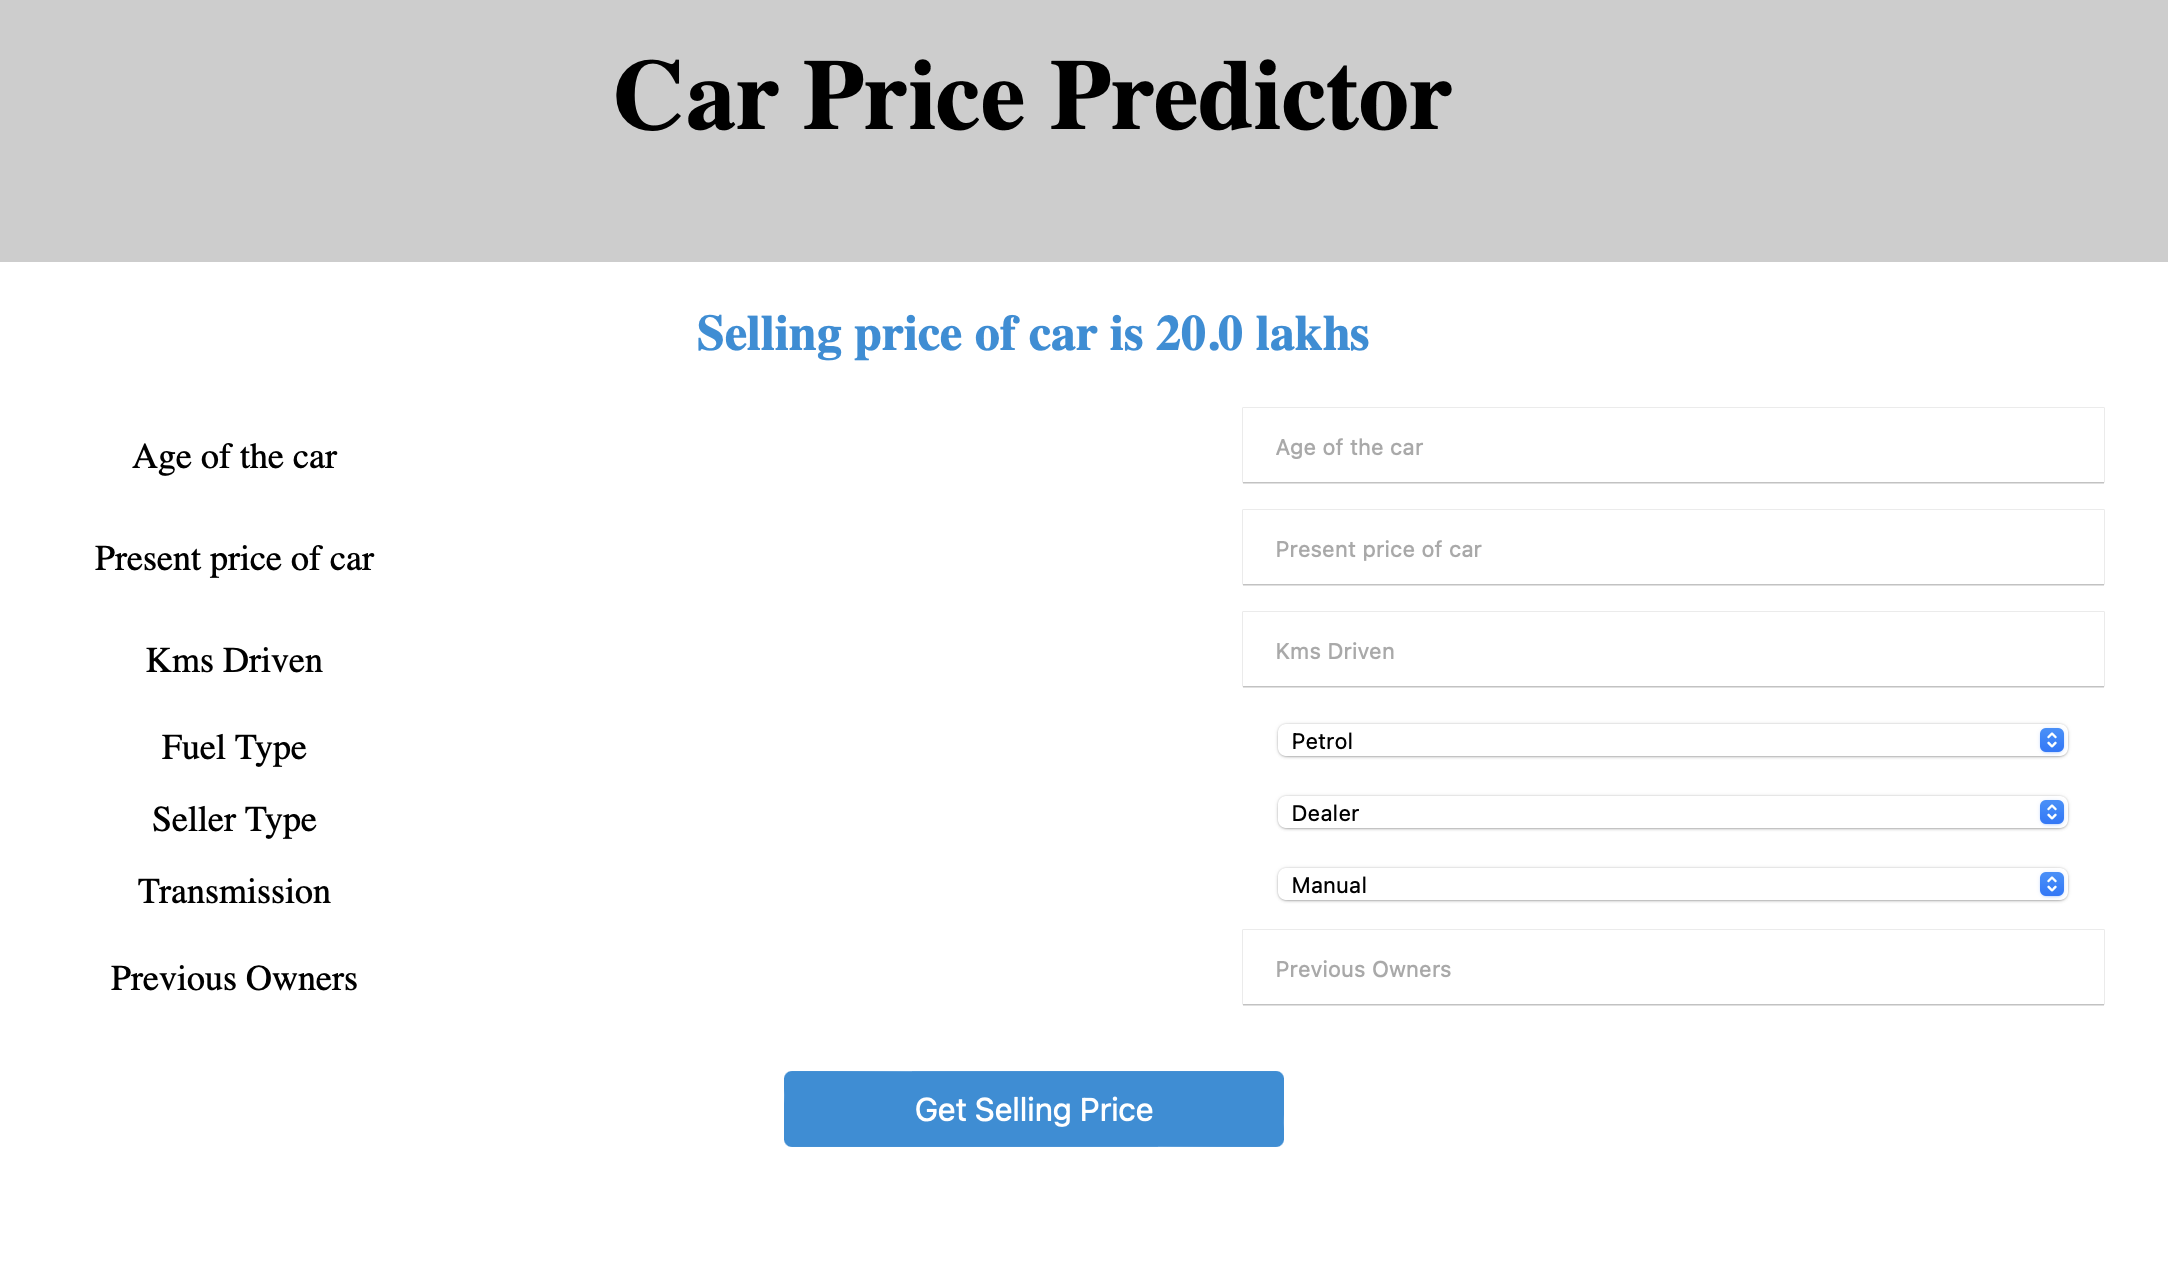 Car Price Predictor
Selling price of car is 20.0 lakhs
Age of the car Age of the car
Present price of car Present price of car
Kms Driven Kms Driven
Fuel Type Petrol
Seller Type Dealer
Transmission Manual
Previous Owners Previous Owners
Get Selling Price